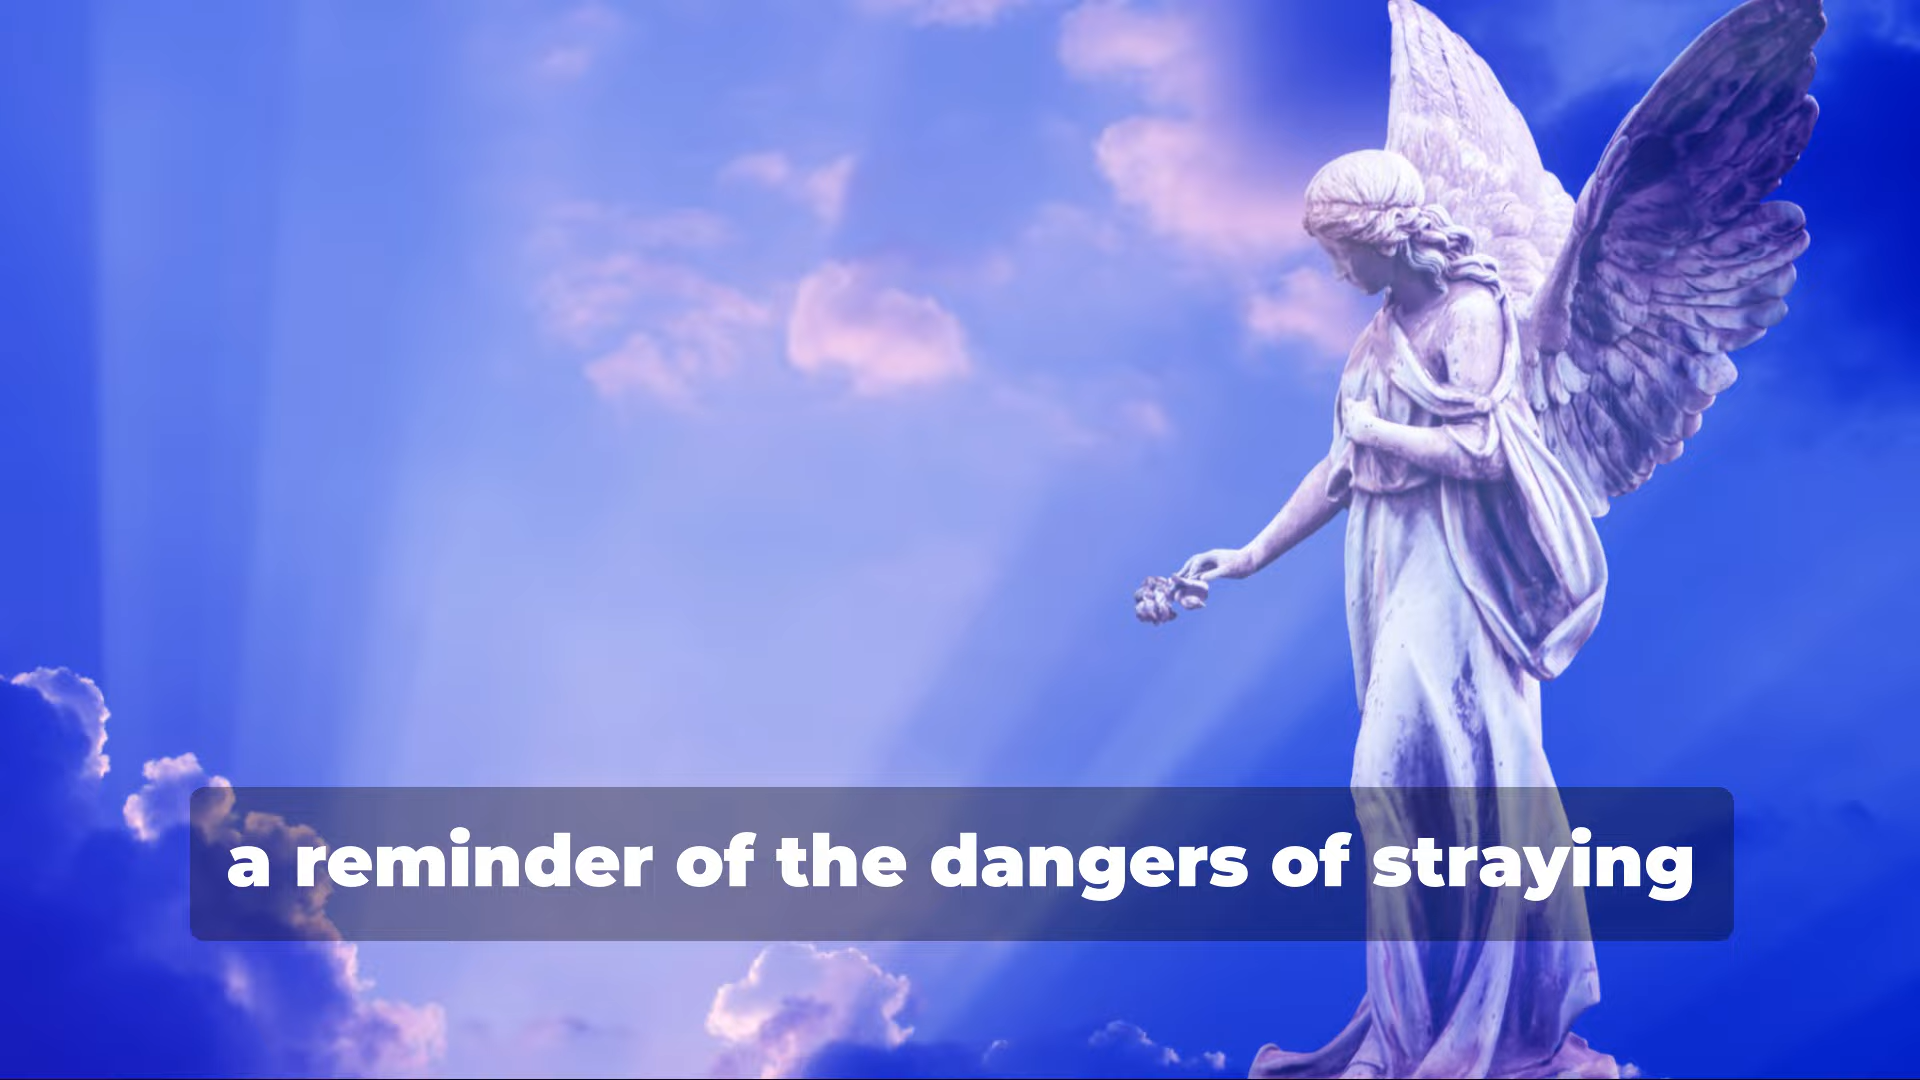 a reminder of the dangers of straying